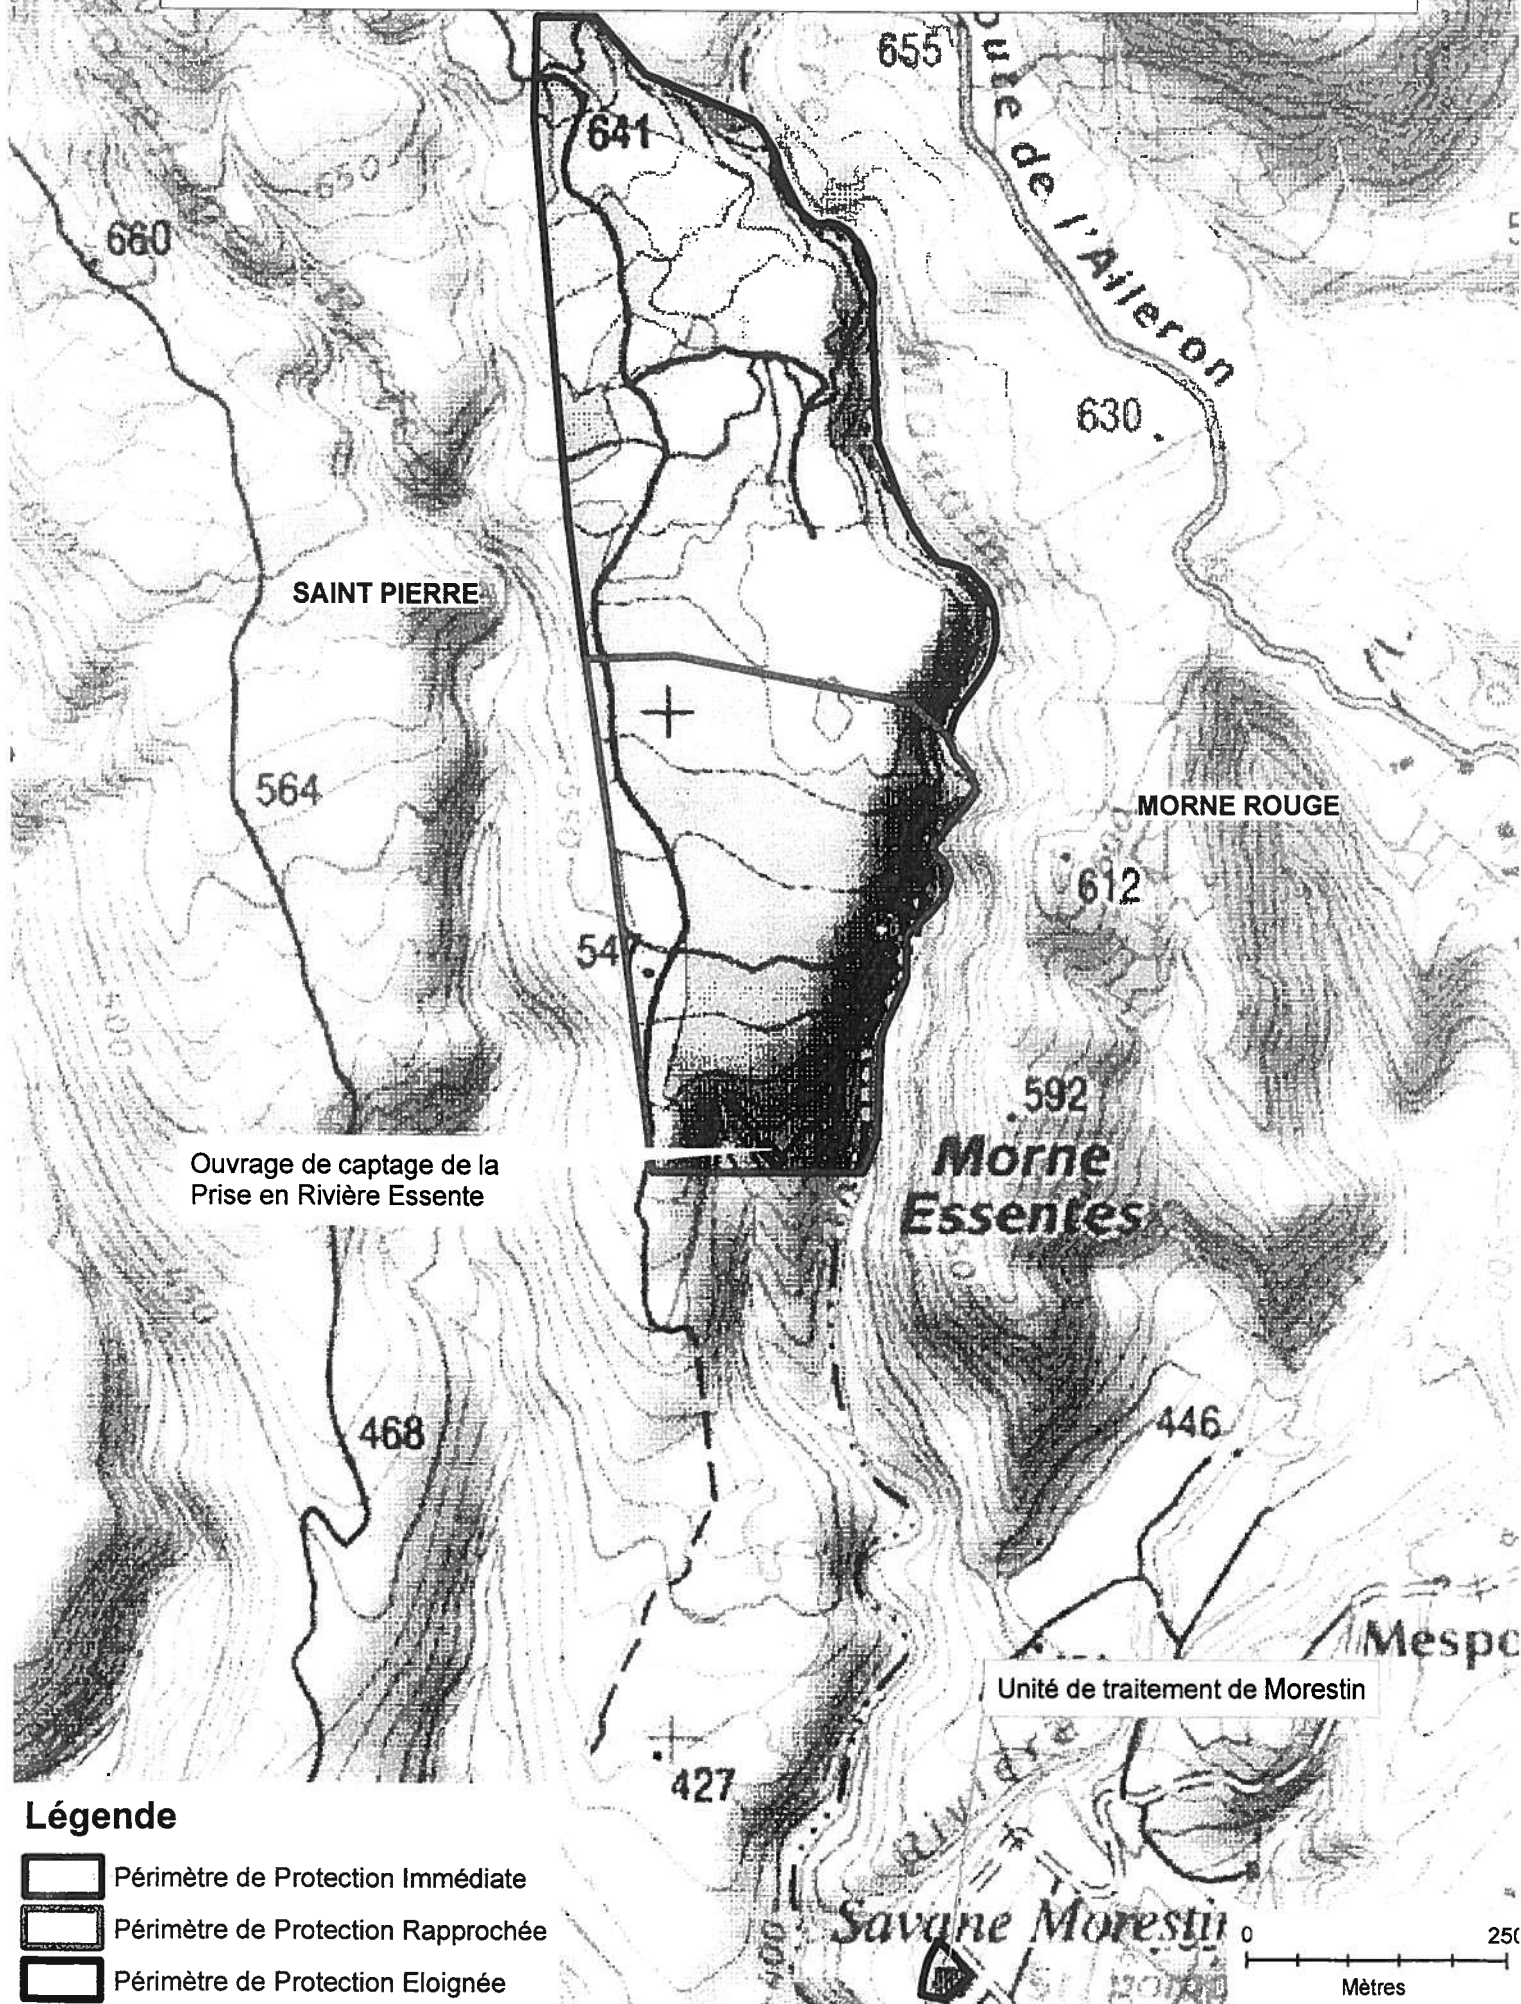 655
Route de l'Aileron
641
650
660
630
SAINT PIERRE
564
MORNE ROUGE
612
547
592
Morne
Essentes
Ouvrage de captage de la
Prise en Rivière Essente
468
446
Mespo
Unité de traitement de Morestin
427
Rivière
Légende
Périmètre de Protection Immédiate
Périmètre de Protection Rapprochée
Périmètre de Protection Eloignée
Savane Morestin
0 250
Mètres